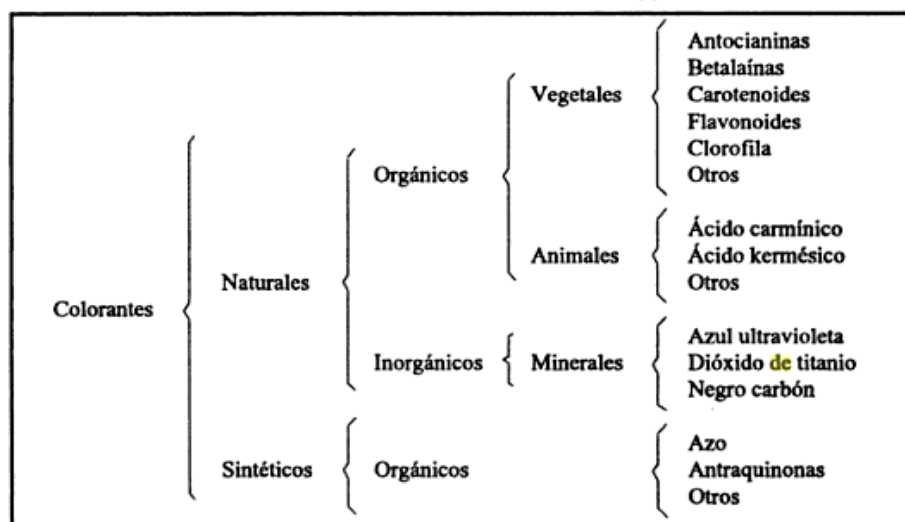 Colorantes
Naturales
Orgánicos
Vegetales
Antocianinas
Betalaínas
Carotenoides
Flavonoides
Clorofila
Otros
Animales
Ácido carmínico
Ácido kermésico
Otros
Inorgánicos
Minerales
Azul ultravioleta
Dióxido de titanio
Negro carbón
Sintéticos
Orgánicos
Azo
Antraquinonas
Otros